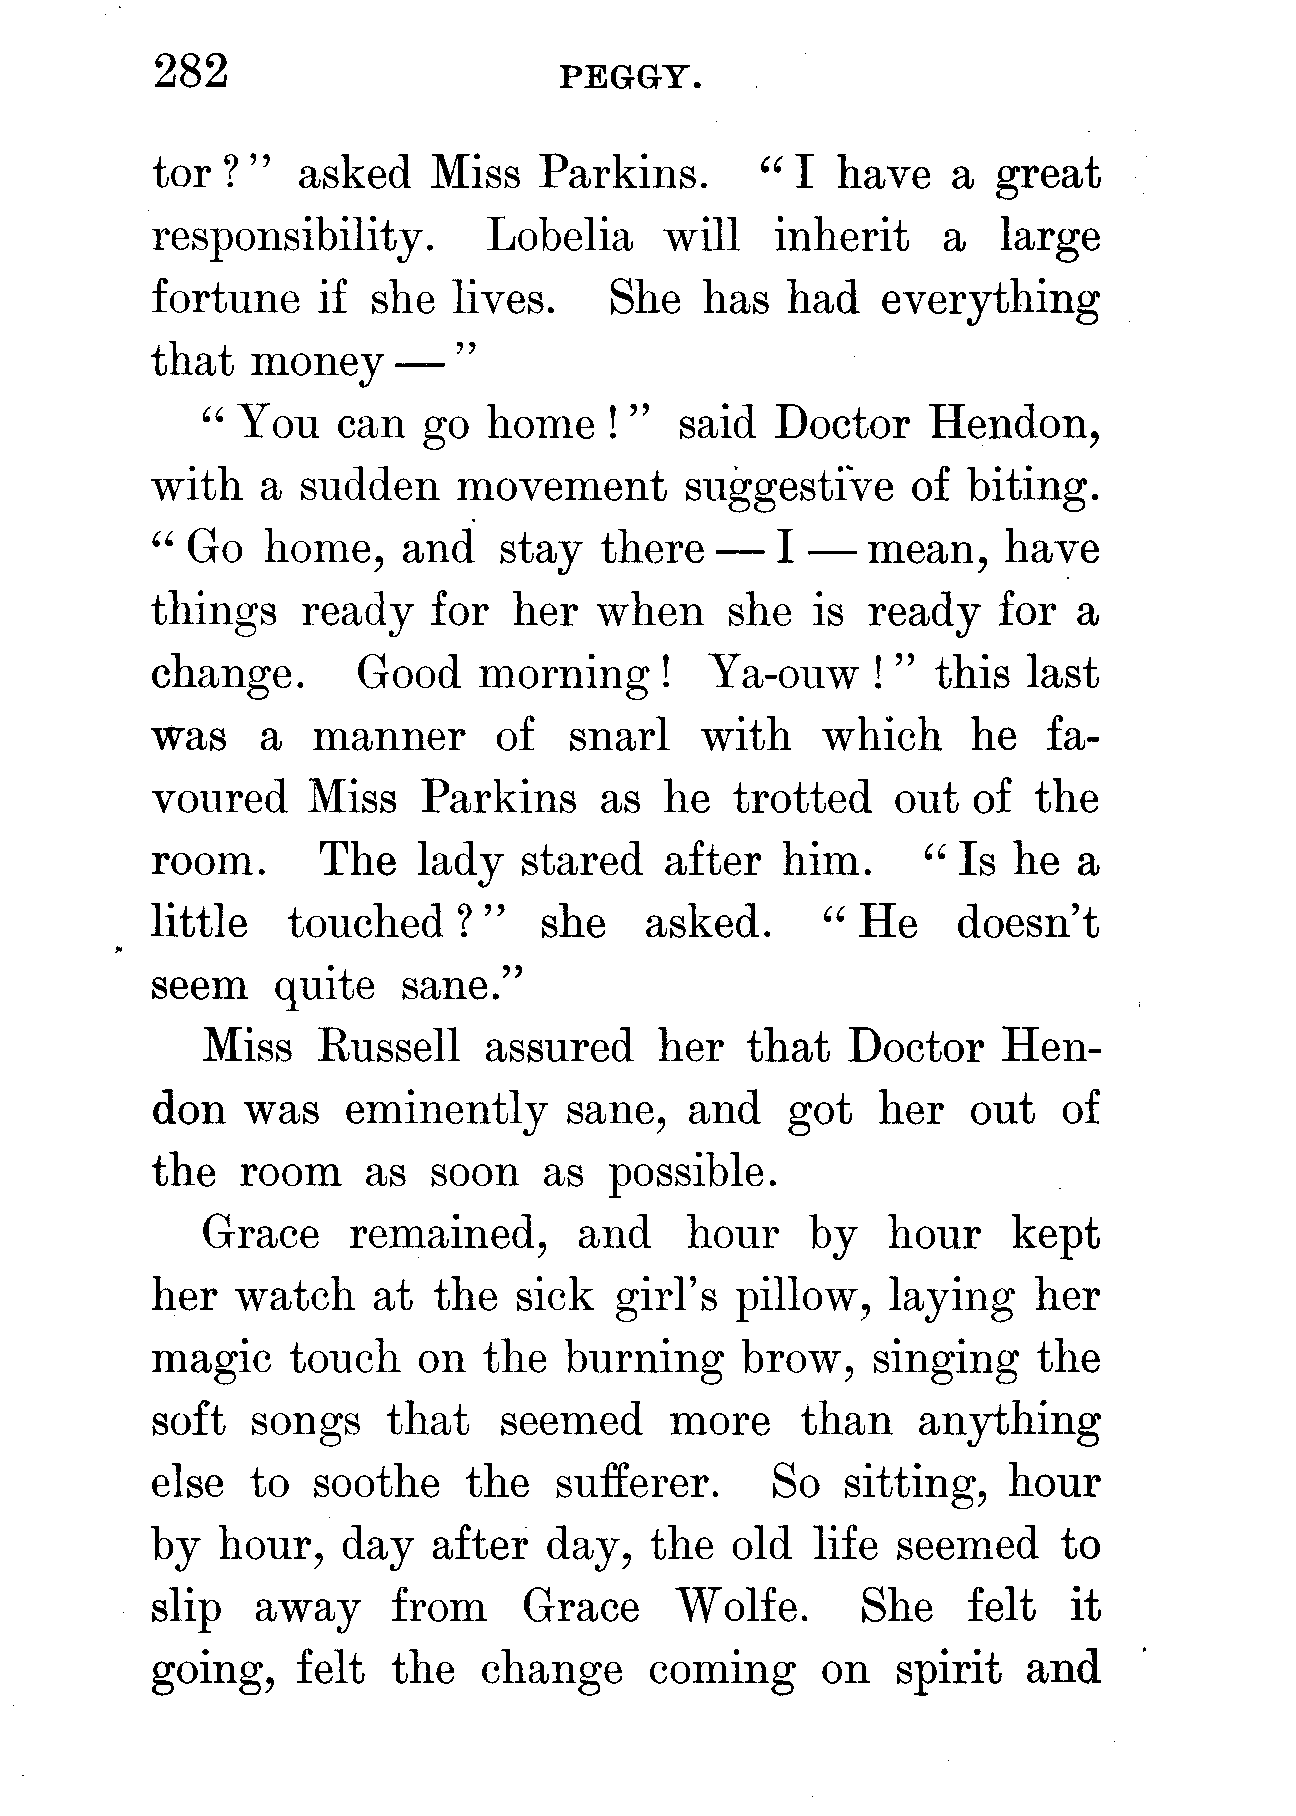 282 PEGGY.
tor?" asked Miss Parkins. "I have a great
responsibility. Lobelia will inherit a large
fortune if she lives. She has had everything
that money — "
"You can go home!" said Doctor Hendon,
with a sudden movement suggestive of biting.
"Go home, and stay there — I — mean, have
things ready for her when she is ready for a
change. Good morning! Ya-ouw!" this last
was a manner of snarl with which he fa-
voured Miss Parkins as he trotted out of the
room. The lady stared after him. "Is he a
little touched?" she asked. "He doesn't
seem quite sane."
Miss Russell assured her that Doctor Hen-
don was eminently sane, and got her out of
the room as soon as possible.
Grace remained, and hour by hour kept
her watch at the sick girl's pillow, laying her
magic touch on the burning brow, singing the
soft songs that seemed more than anything
else to soothe the sufferer. So sitting, hour
by hour, day after day, the old life seemed to
slip away from Grace Wolfe. She felt it
going, felt the change coming on spirit and